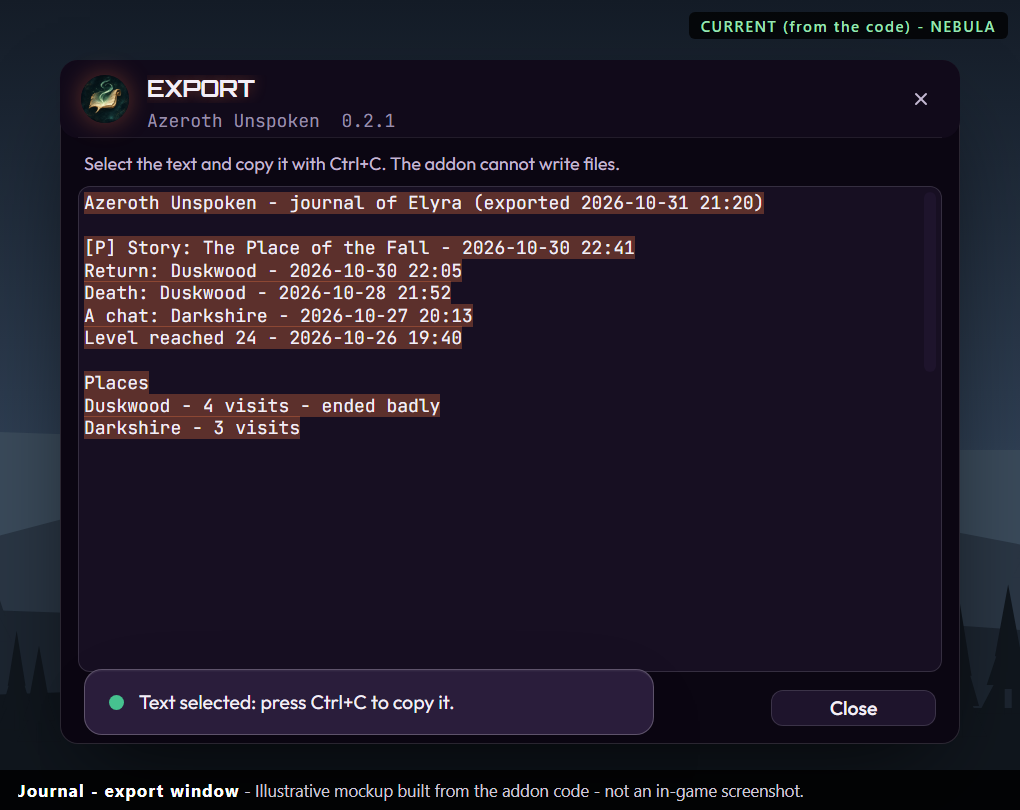 CURRENT (from the code) - NEBULA
EXPORT
Azeroth Unspoken 0.2.1
Select the text and copy it with Ctrl+C. The addon cannot write files.
Azeroth Unspoken - journal of Elyra (exported 2026-10-31 21:20)
[P] Story: The Place of the Fall - 2026-10-30 22:41
Return: Duskwood - 2026-10-30 22:05
Death: Duskwood - 2026-10-28 21:52
A chat: Darkshire - 2026-10-27 20:13
Level reached 24 - 2026-10-26 19:40
Places
Duskwood - 4 visits - ended badly
Darkshire - 3 visits
Text selected: press Ctrl+C to copy it.
Close
Journal - export window - Illustrative mockup built from the addon code - not an in-game screenshot.